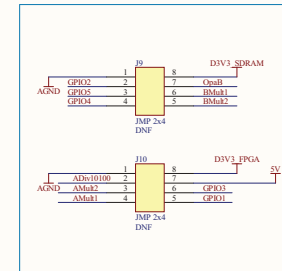 J9
D3V3_SDRAM
1 8
GPIO2 2 7 OpaB
AGND GPIO5 3 6 BMult1
GPIO4 4 5 BMult2
JMP 2x4
DNF
J10
D3V3_FPGA
1 8 5V
ADiv10100 2 7
AGND AMult2 3 6 GPIO3
AMult1 4 5 GPIO1
JMP 2x4
DNF